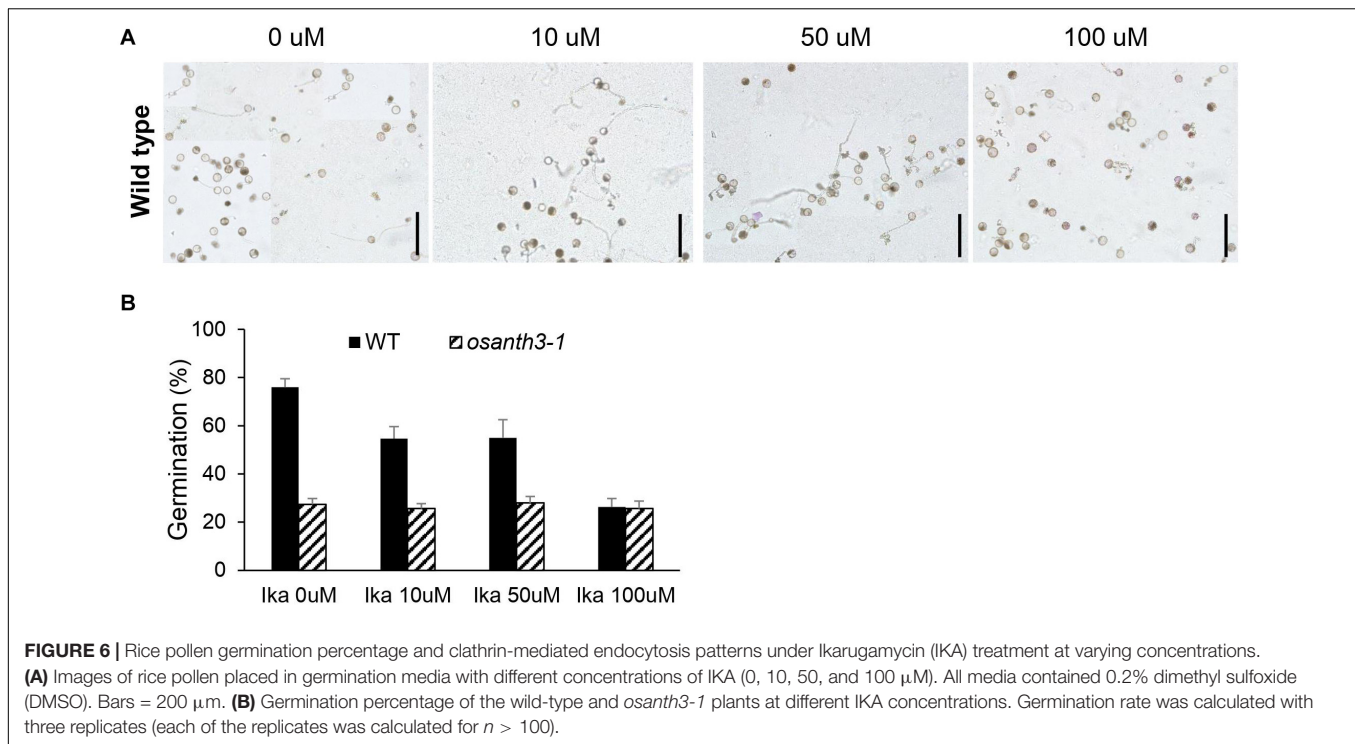 A
0 uM 10 uM 50 uM 100 uM
Wild type
B
Germination (%)
100
80
60
40
20
0
WT osanth3-1
Ika 0uM Ika 10uM Ika 50uM Ika 100uM
FIGURE 6 | Rice pollen germination percentage and clathrin-mediated endocytosis patterns under Ikarugamycin (IKA) treatment at varying concentrations.
(A) Images of rice pollen placed in germination media with different concentrations of IKA (0, 10, 50, and 100 μM). All media contained 0.2% dimethyl sulfoxide
(DMSO). Bars = 200 μm. (B) Germination percentage of the wild-type and osanth3-1 plants at different IKA concentrations. Germination rate was calculated with
three replicates (each of the replicates was calculated for n > 100).